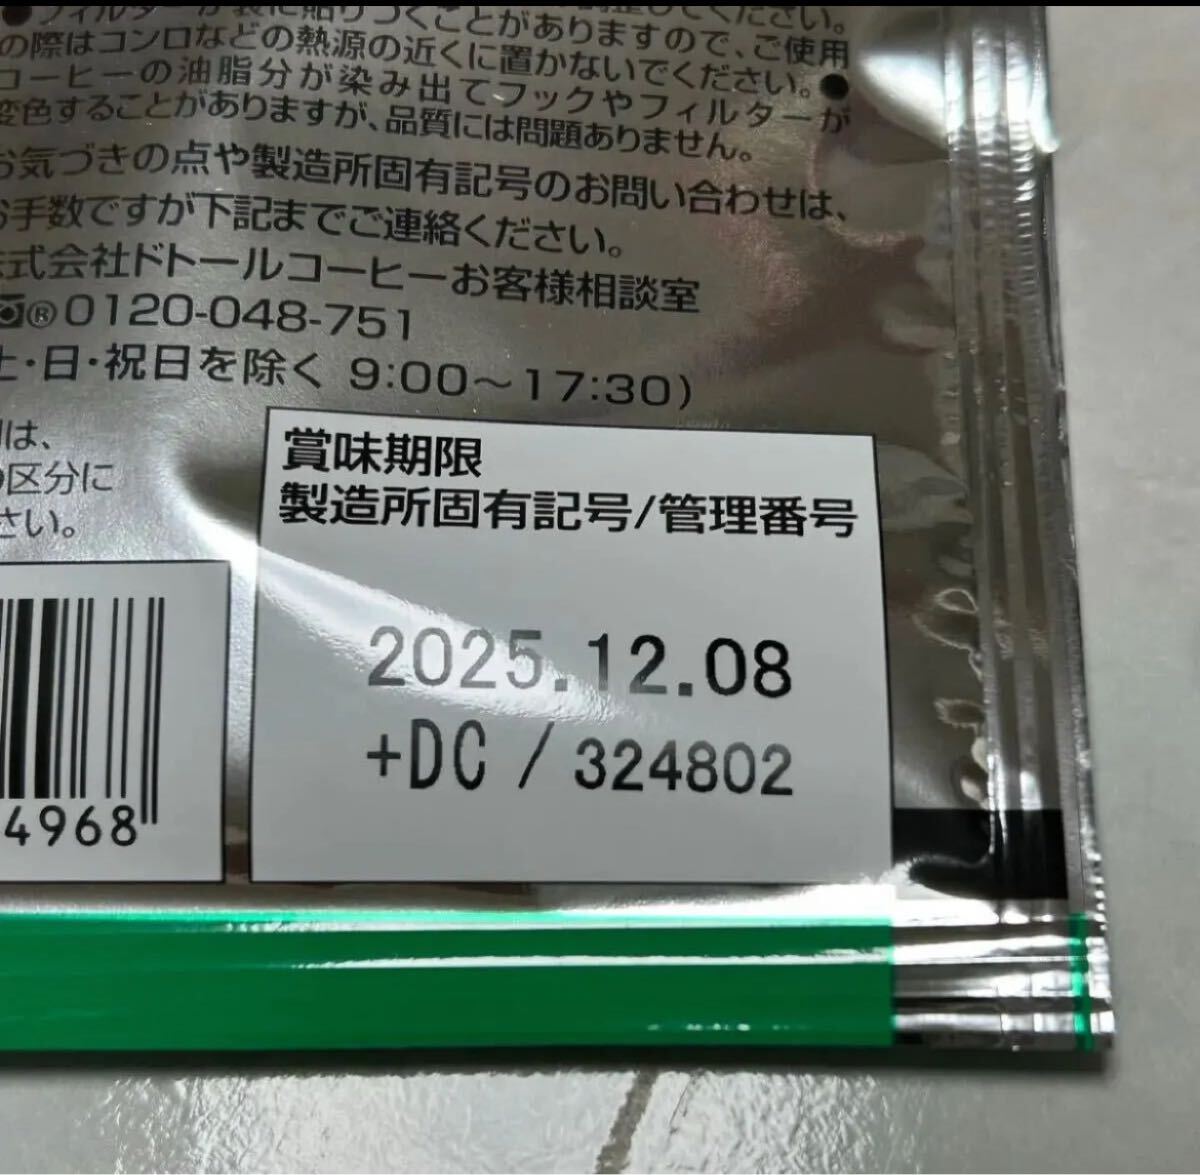 ●フィルターが袋に貼りつくことがありますので、ご使用
の際はコンロなどの熱源の近くに置かないでください。●
コーヒーの油脂分が染み出てフックやフィルターが
変色することがありますが、品質には問題ありません。
お気づきの点や製造所固有記号のお問い合わせは、
お手数ですが下記までご連絡ください。
株式会社ドトールコーヒーお客様相談室
®0120-048-751
土・日・祝日を除く 9:00〜17:30)
は、
区分に
さい。
賞味期限
製造所固有記号/管理番号
2025.12.08
+DC / 324802
4968